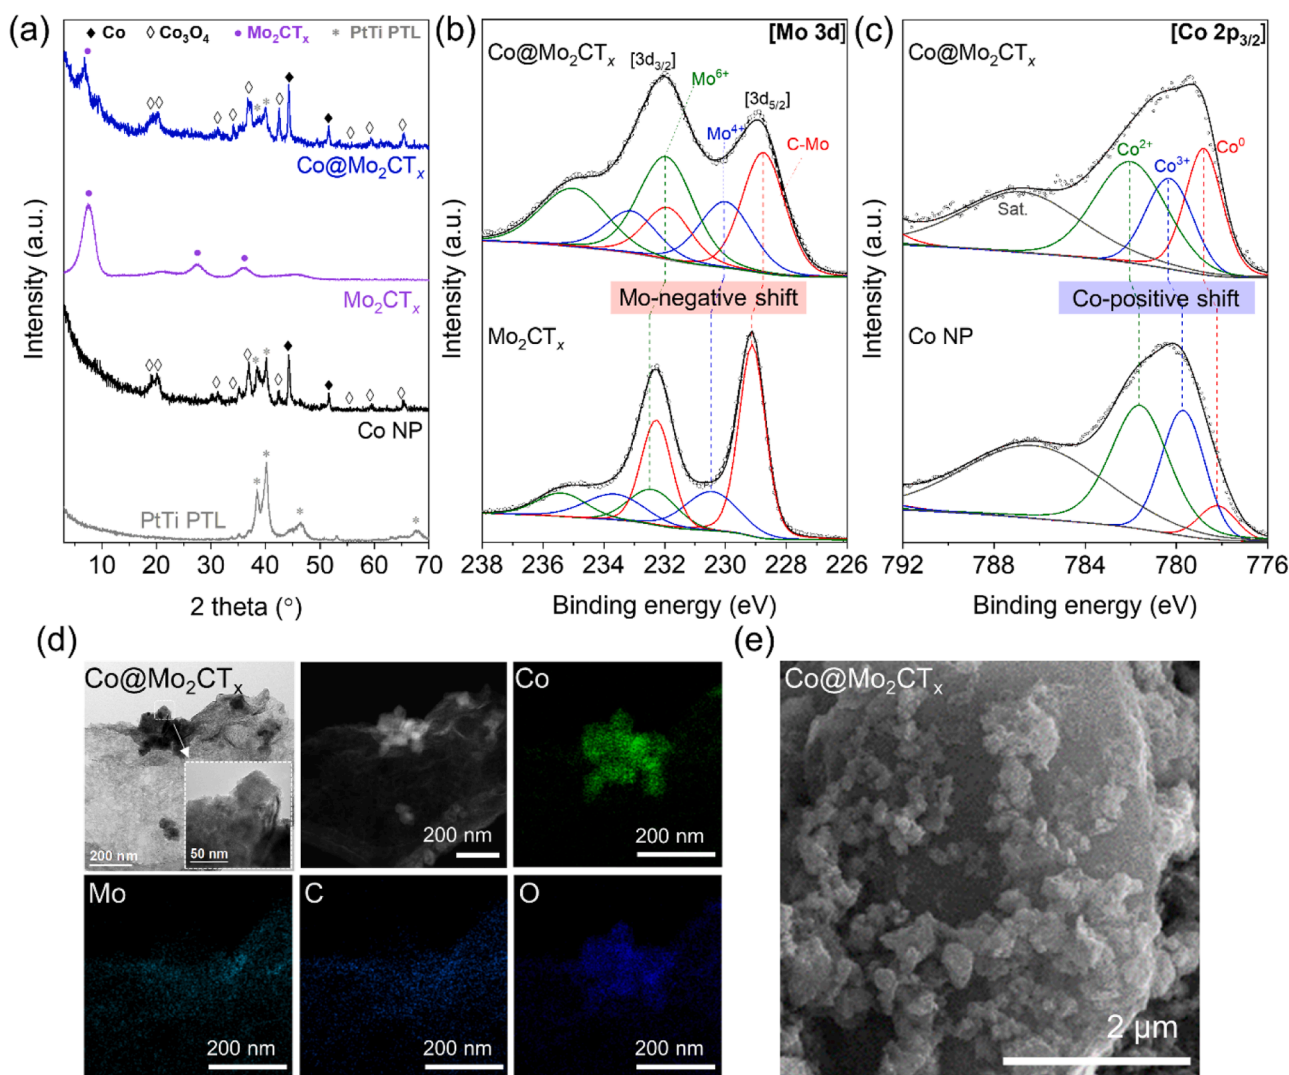 (a)
◆ Co ◇ Co₃O₄ ● Mo₂CTₓ * PtTi PTL
Co@Mo₂CTₓ
Mo₂CTₓ
Co NP
PtTi PTL
Intensity (a.u.)
10 20 30 40 50 60 70
2 theta (°)
(b)
[Mo 3d]
Co@Mo₂CTₓ
[3d₃/₂]
Mo⁶⁺
[3d₅/₂]
Mo⁴⁺
C-Mo
Mo-negative shift
Mo₂CTₓ
Intensity (a.u.)
238 236 234 232 230 228 226
Binding energy (eV)
(c)
[Co 2p₃/₂]
Co@Mo₂CTₓ
Co²⁺
Co³⁺
Co⁰
Sat.
Co-positive shift
Co NP
Intensity (a.u.)
792 788 784 780 776
Binding energy (eV)
(d)
Co@Mo₂CTₓ
200 nm
50 nm
200 nm
Co
200 nm
Mo
200 nm
C
200 nm
O
200 nm
(e)
Co@Mo₂CTₓ
2 µm